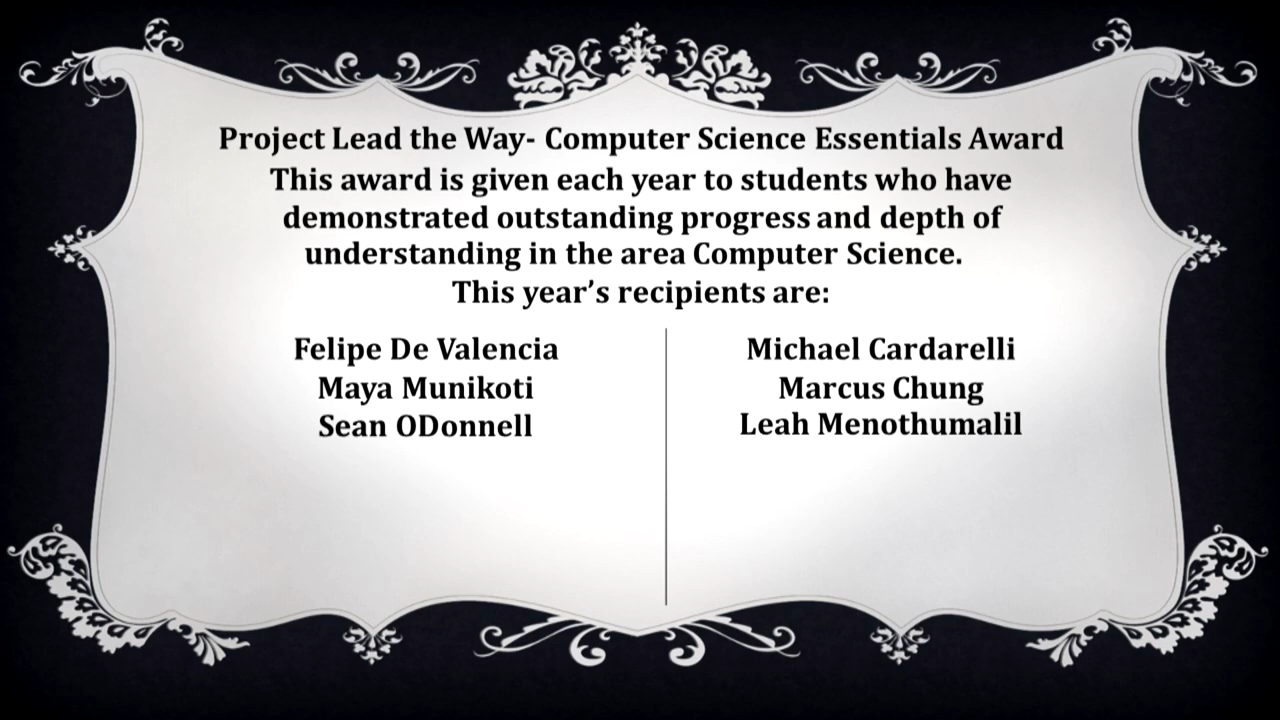 Project Lead the Way- Computer Science Essentials Award
This award is given each year to students who have
demonstrated outstanding progress and depth of
understanding in the area Computer Science.
This year’s recipients are:
Felipe De Valencia
Maya Munikoti
Sean ODonnell
Michael Cardarelli
Marcus Chung
Leah Menothumalil